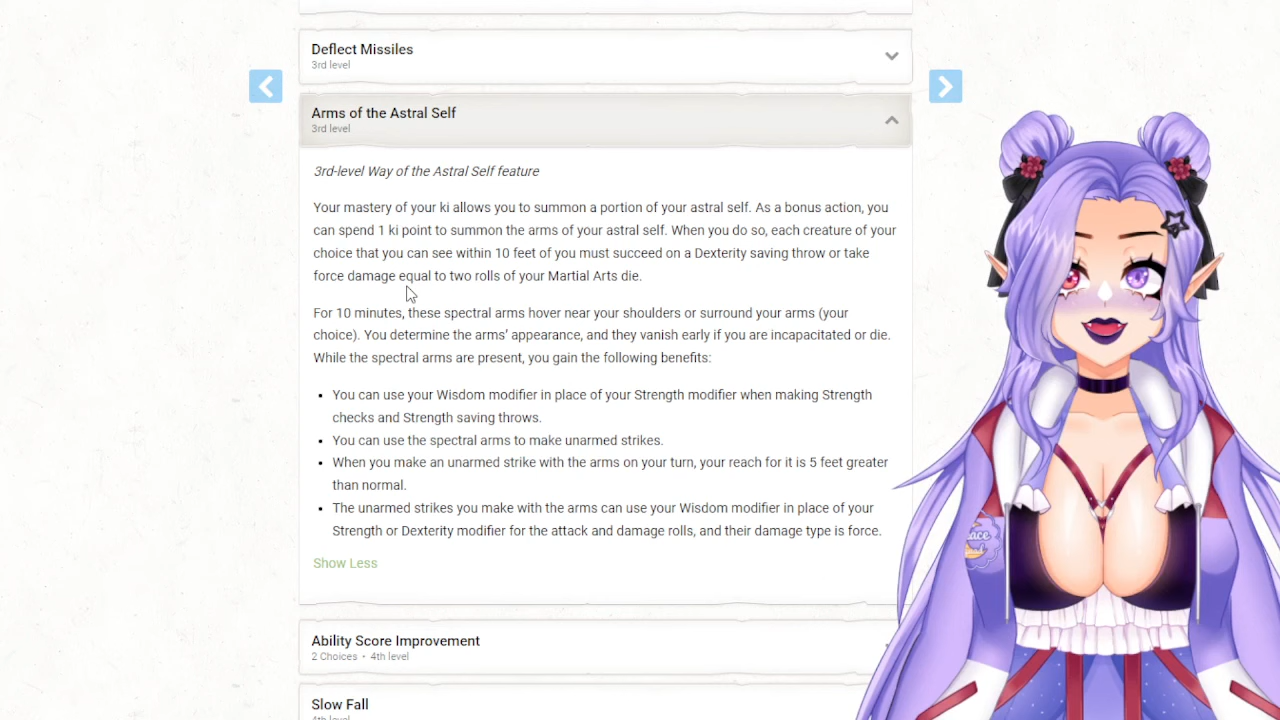 Deflect Missiles
3rd level
Arms of the Astral Self
3rd level
3rd-level Way of the Astral Self feature
Your mastery of your ki allows you to summon a portion of your astral self. As a bonus action, you
can spend 1 ki point to summon the arms of your astral self. When you do so, each creature of your
choice that you can see within 10 feet of you must succeed on a Dexterity saving throw or take
force damage equal to two rolls of your Martial Arts die.
For 10 minutes, these spectral arms hover near your shoulders or surround your arms (your
choice). You determine the arms’ appearance, and they vanish early if you are incapacitated or die.
While the spectral arms are present, you gain the following benefits:
• You can use your Wisdom modifier in place of your Strength modifier when making Strength
checks and Strength saving throws.
• You can use the spectral arms to make unarmed strikes.
• When you make an unarmed strike with the arms on your turn, your reach for it is 5 feet greater
than normal.
• The unarmed strikes you make with the arms can use your Wisdom modifier in place of your
Strength or Dexterity modifier for the attack and damage rolls, and their damage type is force.
Show Less
Ability Score Improvement
2 Choices • 4th level
Slow Fall
4th level